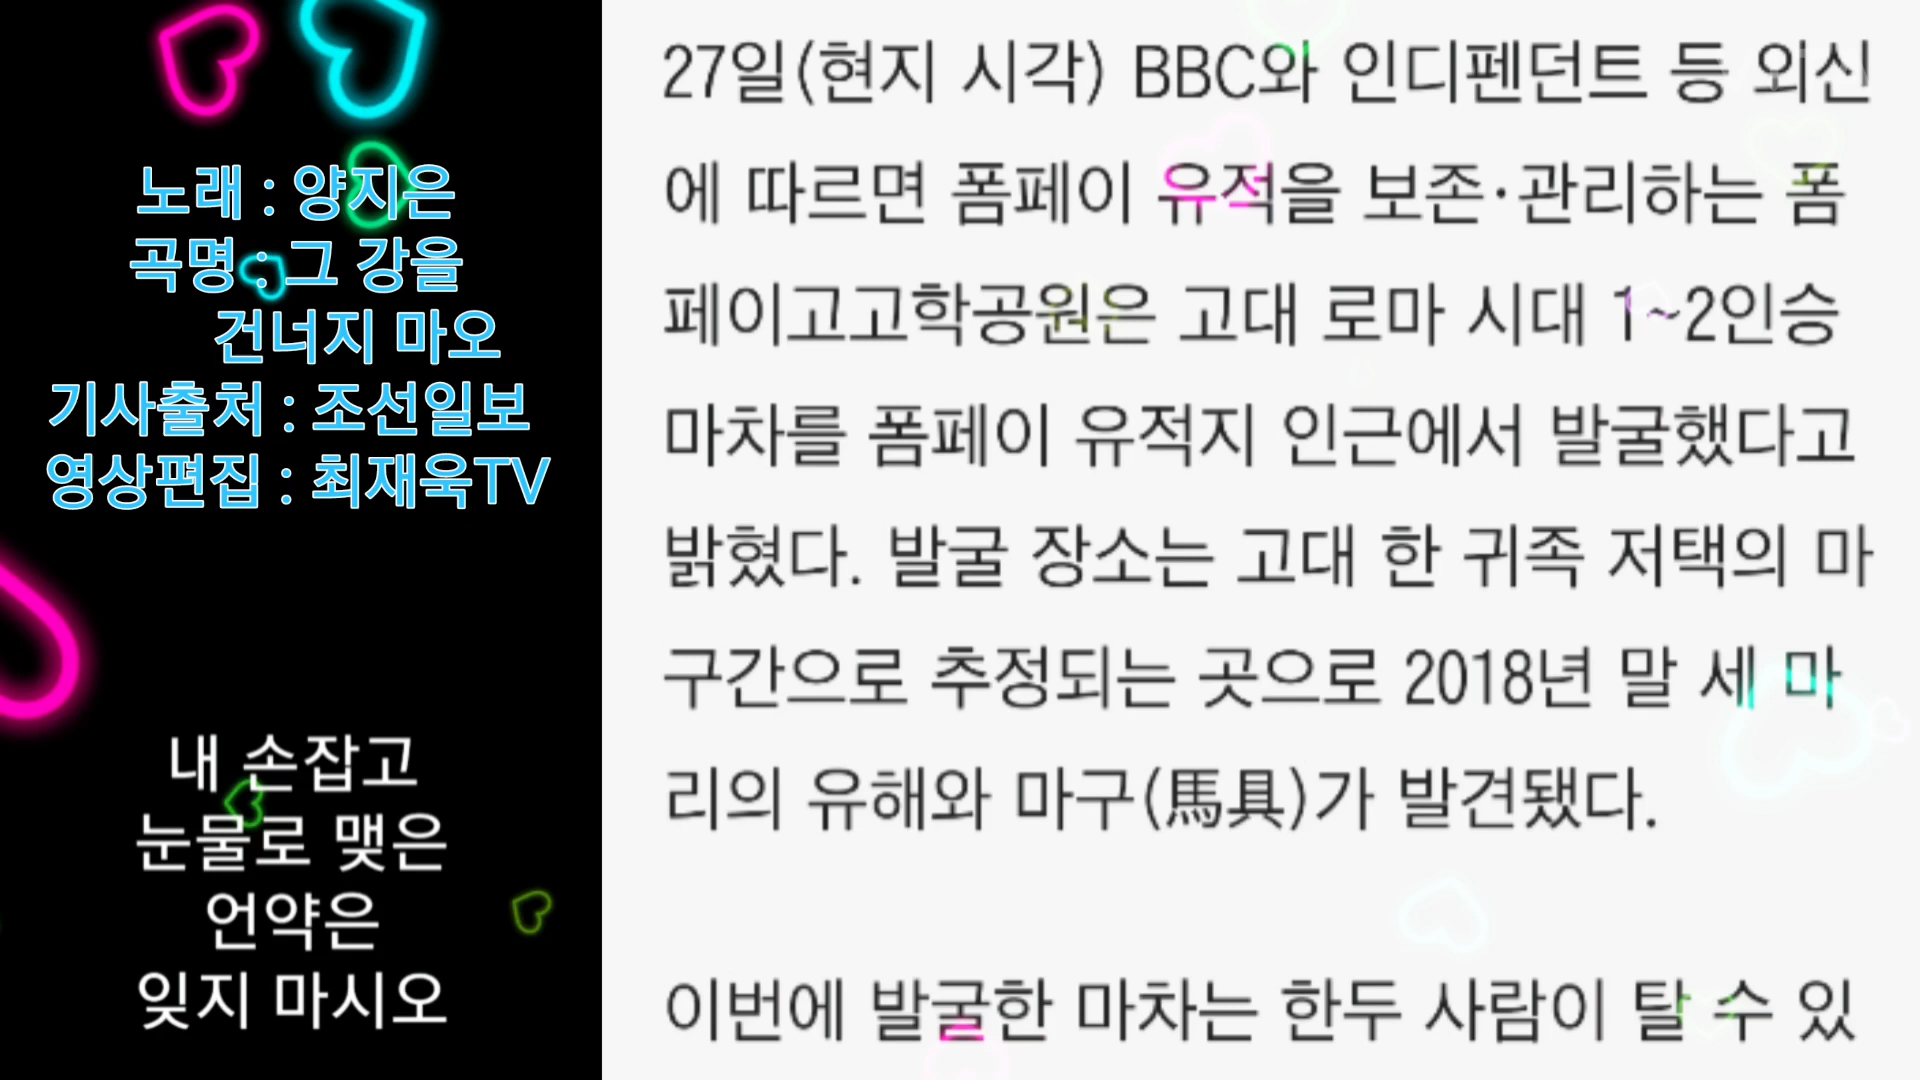 노래 : 양지은
곡명 : 그 강을
건너지 마오
기사출처 : 조선일보
영상편집 : 최재욱TV
내 손잡고
눈물로 맺은
언약은
잊지 마시오
27일(현지 시각) BBC와 인디펜던트 등 외신
에 따르면 폼페이 유적을 보존·관리하는 폼
페이고고학공원은 고대 로마 시대 1~2인승
마차를 폼페이 유적지 인근에서 발굴했다고
밝혔다. 발굴 장소는 고대 한 귀족 저택의 마
구간으로 추정되는 곳으로 2018년 말 세 마
리의 유해와 마구(馬具)가 발견됐다.
이번에 발굴한 마차는 한두 사람이 탈 수 있